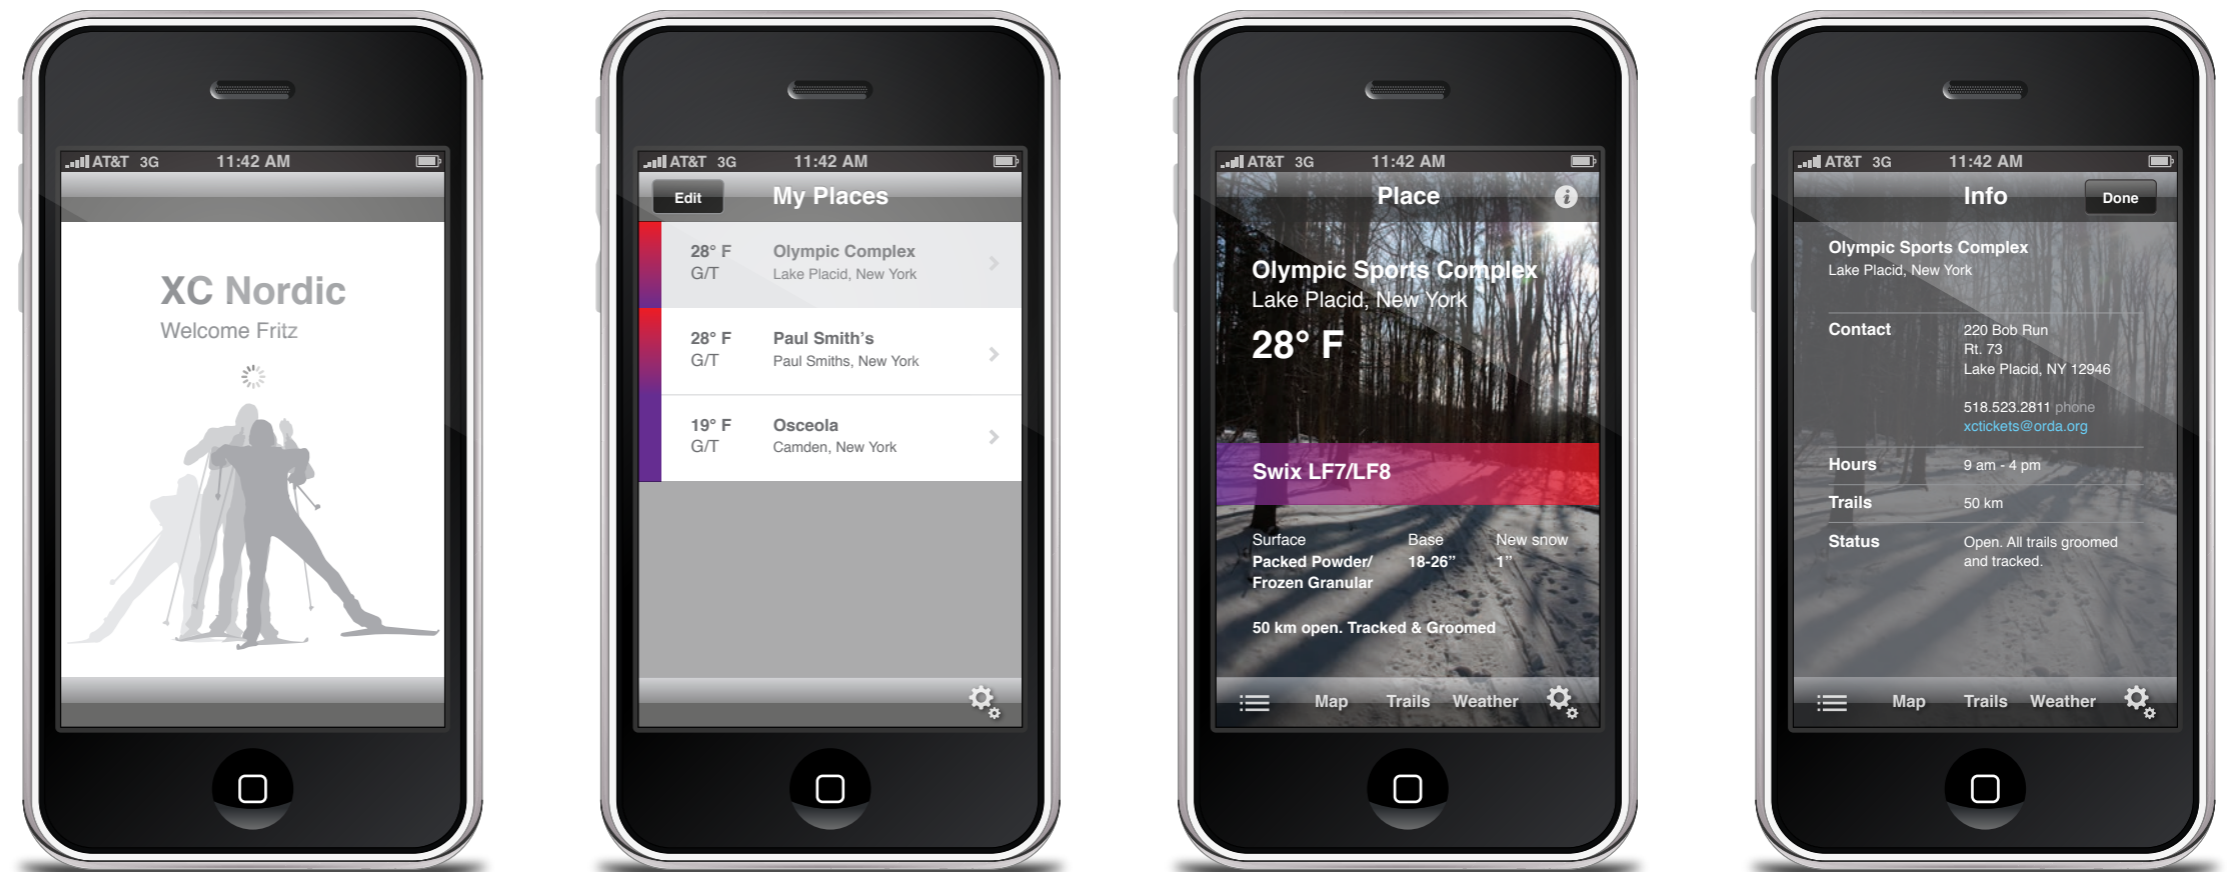 AT&T 3G 11:42 AM
XC Nordic
Welcome Fritz
AT&T 3G 11:42 AM
Edit My Places
28° F Olympic Complex
G/T Lake Placid, New York
28° F Paul Smith's
G/T Paul Smiths, New York
19° F Osceola
G/T Camden, New York
AT&T 3G 11:42 AM
Place
Olympic Sports Complex
Lake Placid, New York
28° F
Swix LF7/LF8
Surface Base New snow
Packed Powder/ 18-26” 1”
Frozen Granular
50 km open. Tracked & Groomed
Map Trails Weather
AT&T 3G 11:42 AM
Info Done
Olympic Sports Complex
Lake Placid, New York
Contact 220 Bob Run
Rt. 73
Lake Placid, NY 12946
518.523.2811 phone
xctickets@orda.org
Hours 9 am - 4 pm
Trails 50 km
Status Open. All trails groomed
and tracked.
Map Trails Weather